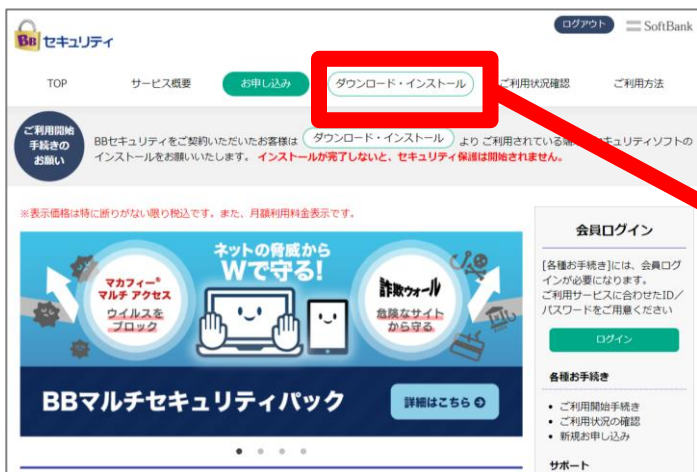 BB セキュリティ
ログアウト
SoftBank
TOP
サービス概要
お申し込み
ダウンロード・インストール
ご利用状況確認
ご利用方法
ご利用開始
手続きの
お願い
BBセキュリティをご契約いただいたお客様は ダウンロード・インストール より ご利用されている キュリティソフトの
インストールをお願いいたします。 インストールが完了しないと、セキュリティ保護は開始されません。
※表示価格は特に断りがない限り税込です。また、月額利用料金表示です。
ネットの脅威から
Wで守る!
マカフィー®
マルチ アクセス
ウイルスを
ブロック
詐欺ウォール
危険なサイト
から守る
BBマルチセキュリティパック
詳細はこちら
会員ログイン
[各種お手続き]には、会員ログ
インが必要になります。
ご利用サービスに合わせたID/
パスワードをご用意ください
ログイン
各種お手続き
・ご利用開始手続き
・ご利用状況の確認
・新規お申し込み
サポート